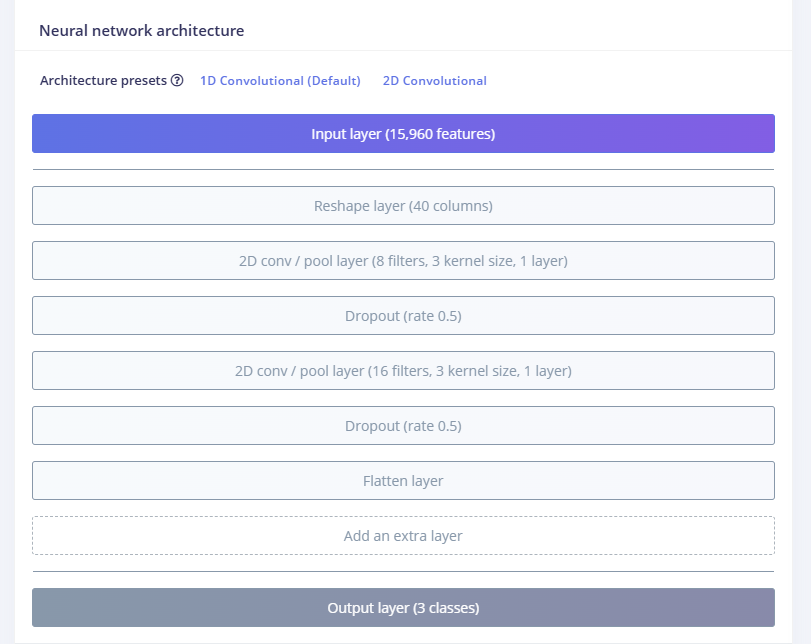 Neural network architecture
Architecture presets ? 1D Convolutional (Default) 2D Convolutional
Input layer (15,960 features)
Reshape layer (40 columns)
2D conv / pool layer (8 filters, 3 kernel size, 1 layer)
Dropout (rate 0.5)
2D conv / pool layer (16 filters, 3 kernel size, 1 layer)
Dropout (rate 0.5)
Flatten layer
Add an extra layer
Output layer (3 classes)